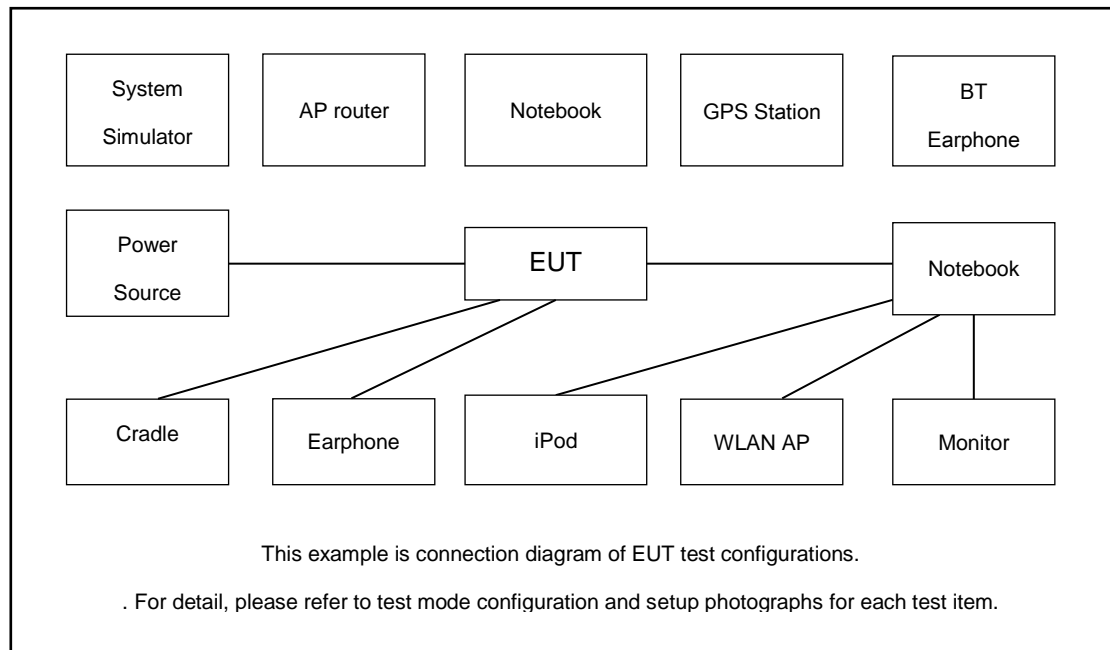 System
Simulator
AP router
Notebook
GPS Station
BT
Earphone
Power
Source
EUT
Notebook
Cradle
Earphone
iPod
WLAN AP
Monitor
This example is connection diagram of EUT test configurations.
. For detail, please refer to test mode configuration and setup photographs for each test item.